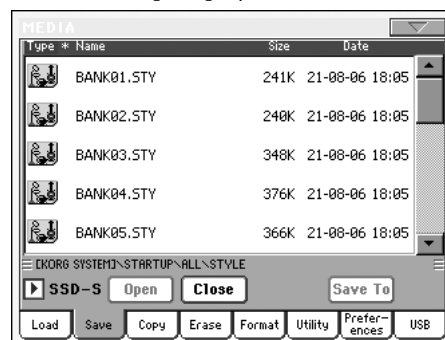 MEDIA
Type * Name Size Date
BANK01.STY 241K 21-08-06 18:05
BANK02.STY 240K 21-08-06 18:05
BANK03.STY 348K 21-08-06 18:05
BANK04.STY 376K 21-08-06 18:05
BANK05.STY 366K 21-08-06 18:05
[KORG SYSTEM]\STARTUP\ALL\STYLE
SSD-S Open Close Save To
Load Save Copy Erase Format Utility Prefer-ences USB